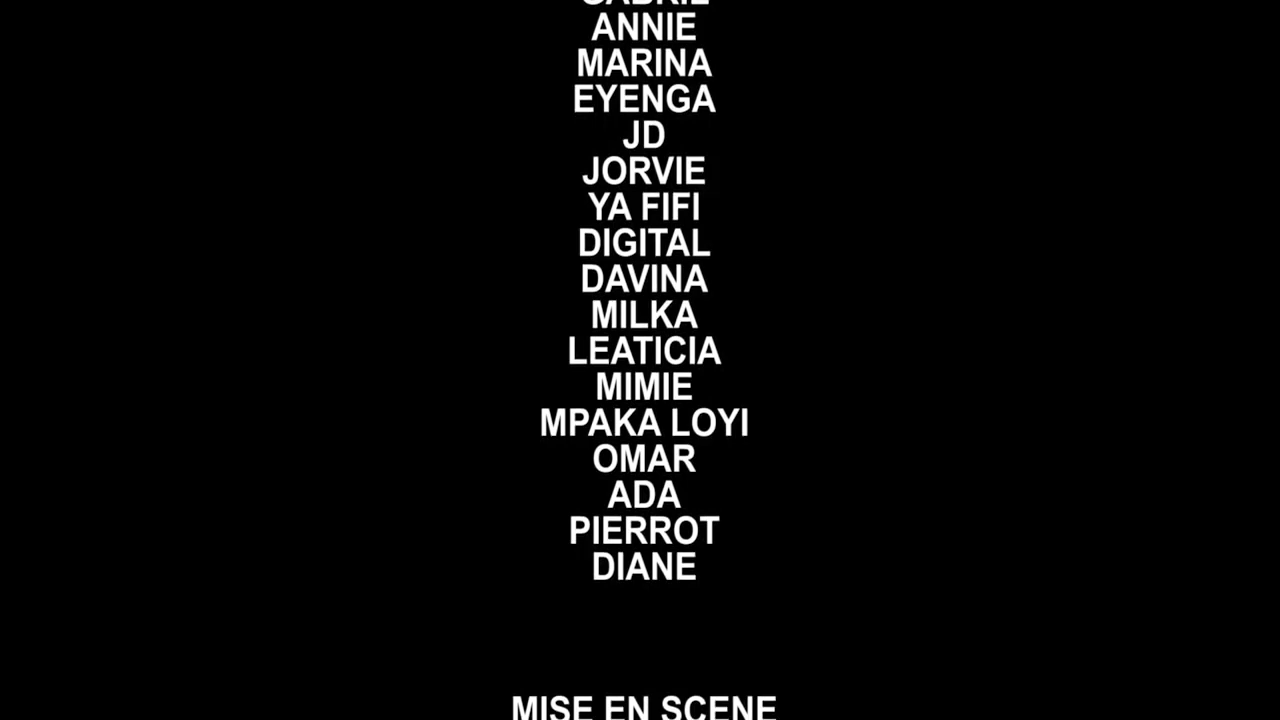 GABRIEL
ANNIE
MARINA
EYENGA
JD
JORVIE
YA FIFI
DIGITAL
DAVINA
MILKA
LEATICIA
MIMIE
MPAKA LOYI
OMAR
ADA
PIERROT
DIANE
MISE EN SCENE